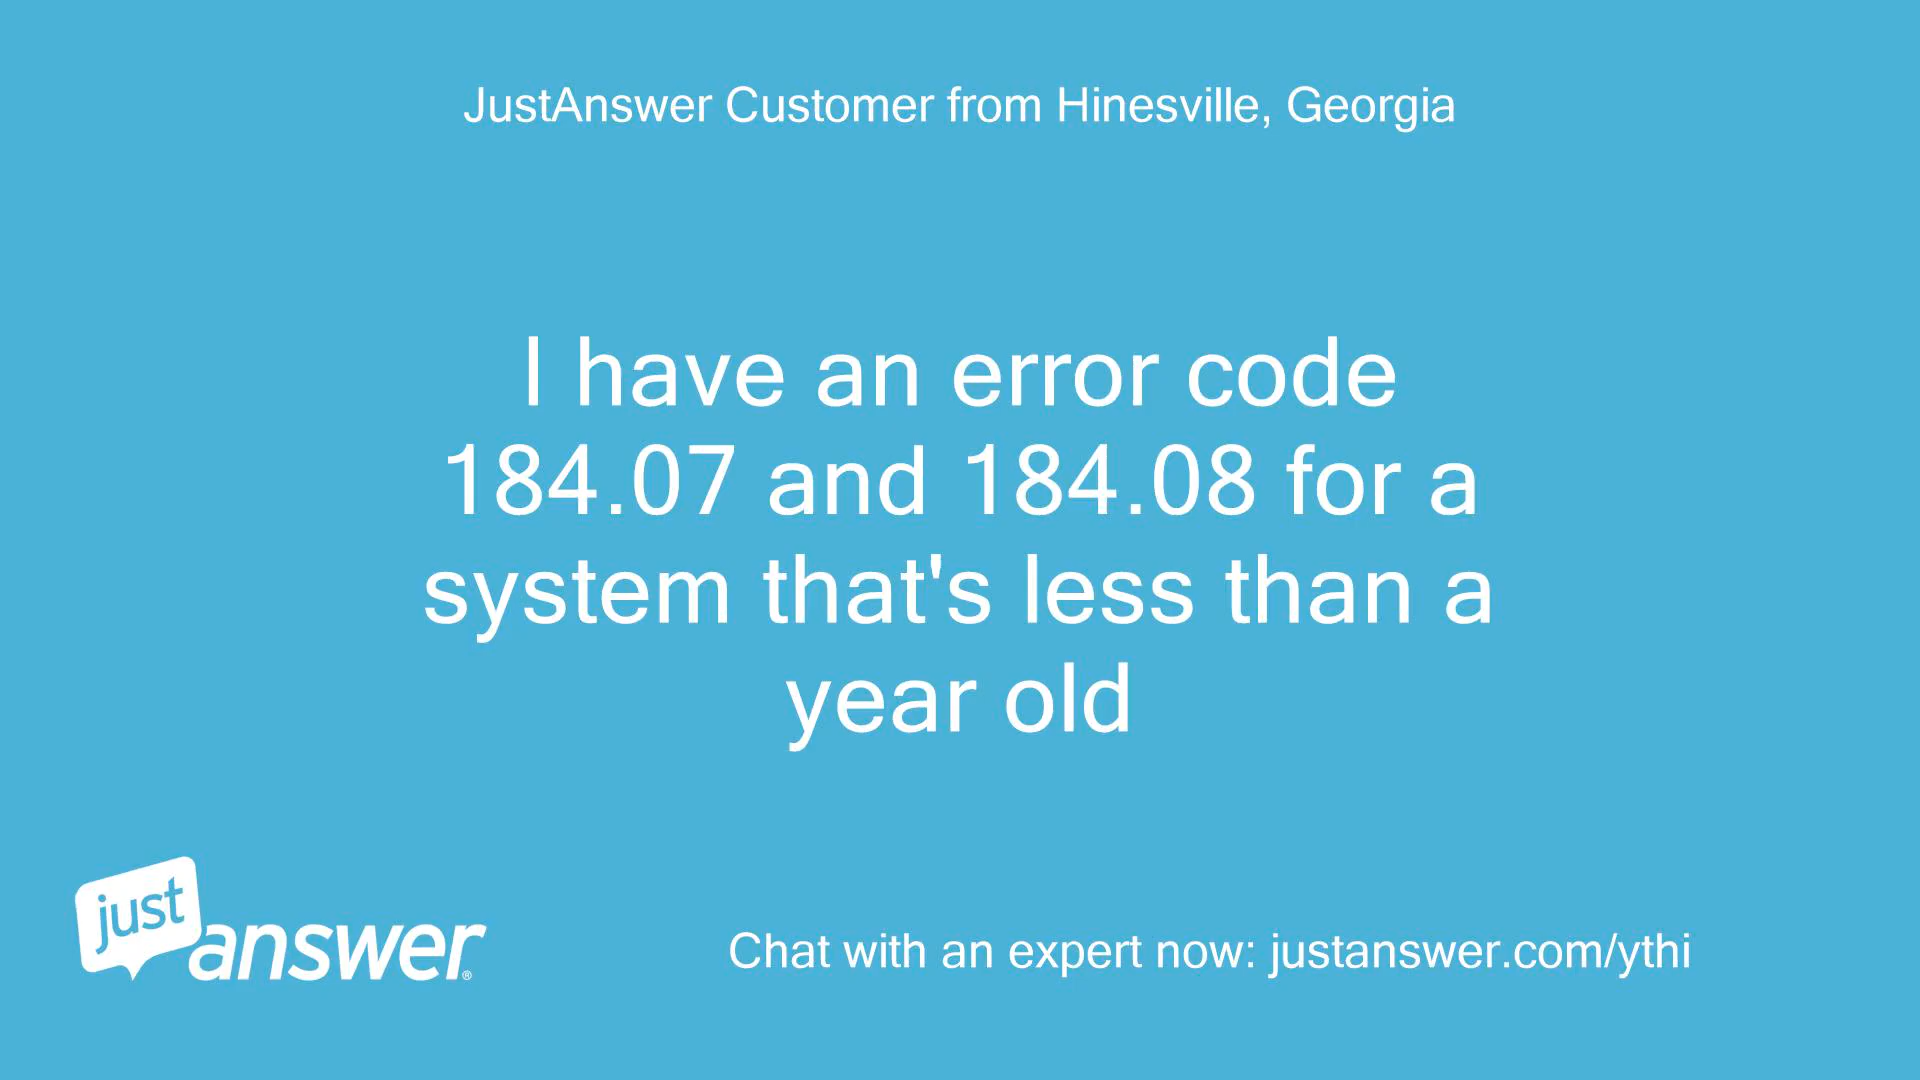 JustAnswer Customer from Hinesville, Georgia
I have an error code
184.07 and 184.08 for a
system that's less than a
year old
just
answer®
Chat with an expert now: justanswer.com/ythi